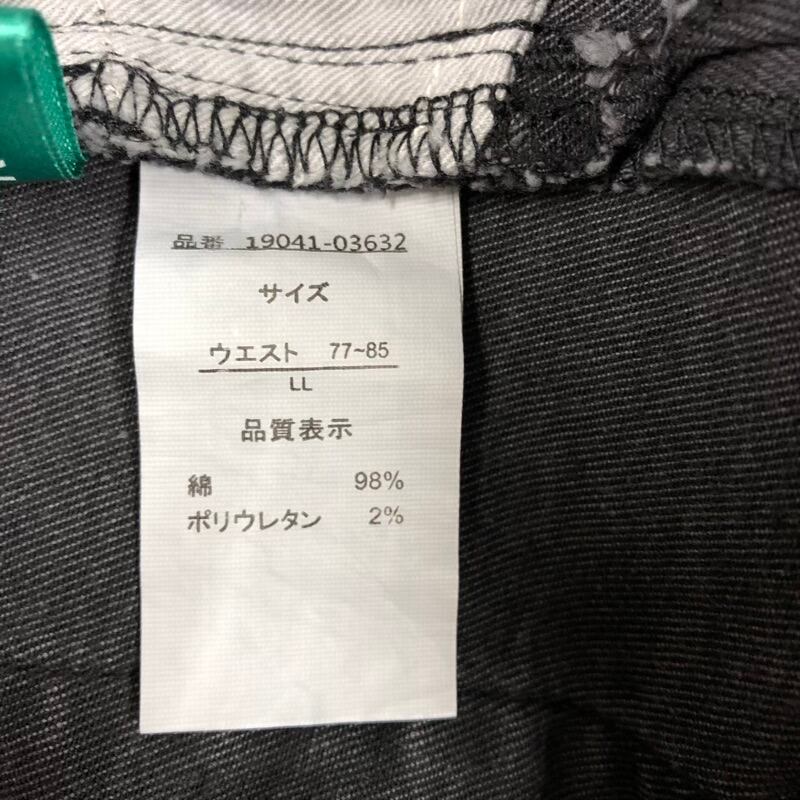 品番 19041-03632
サイズ
ウエスト 77~85
LL
品質表示
綿 98%
ポリウレタン 2%